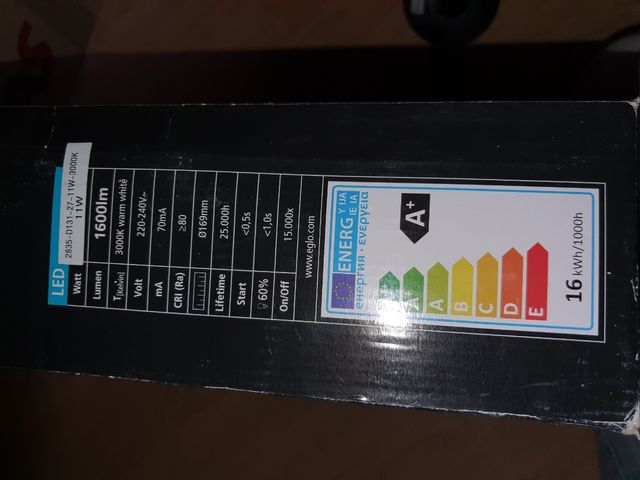 LED
2835-D131-27-11W-3000K
Watt 11W
Lumen 1600lm
T(Kelvin) 3000K warm white
Volt 220-240V~
mA 70mA
CRI (Ra) ≥80
Ø169mm
Lifetime 25.000h
Start <0,5s
60% <1,0s
On/Off 15.000x
www.eglo.com
ENERG Y IJA
IE IA
енергия · ενεργεια
A+
A
B
C
D
E
A+
16 kWh/1000h